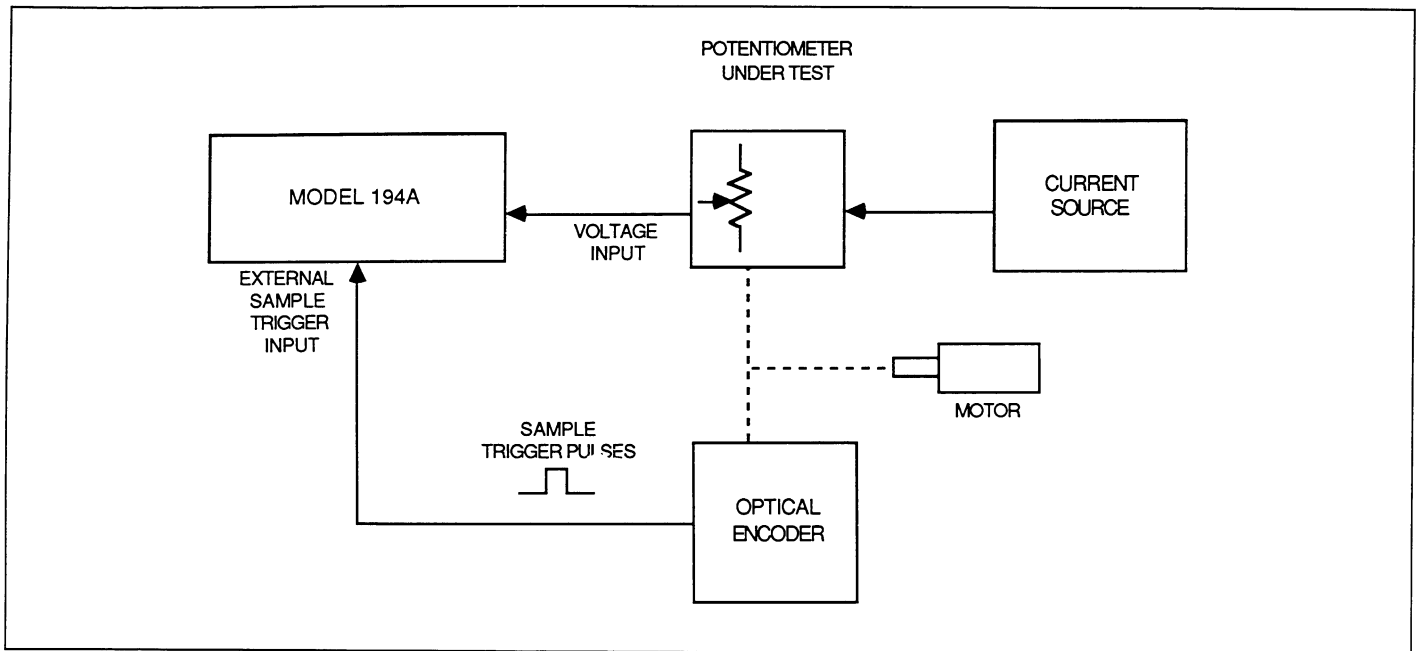 POTENTIOMETER
UNDER TEST
MODEL 194A
CURRENT
SOURCE
VOLTAGE
INPUT
EXTERNAL
SAMPLE
TRIGGER
INPUT
MOTOR
SAMPLE
TRIGGER PULSES
OPTICAL
ENCODER